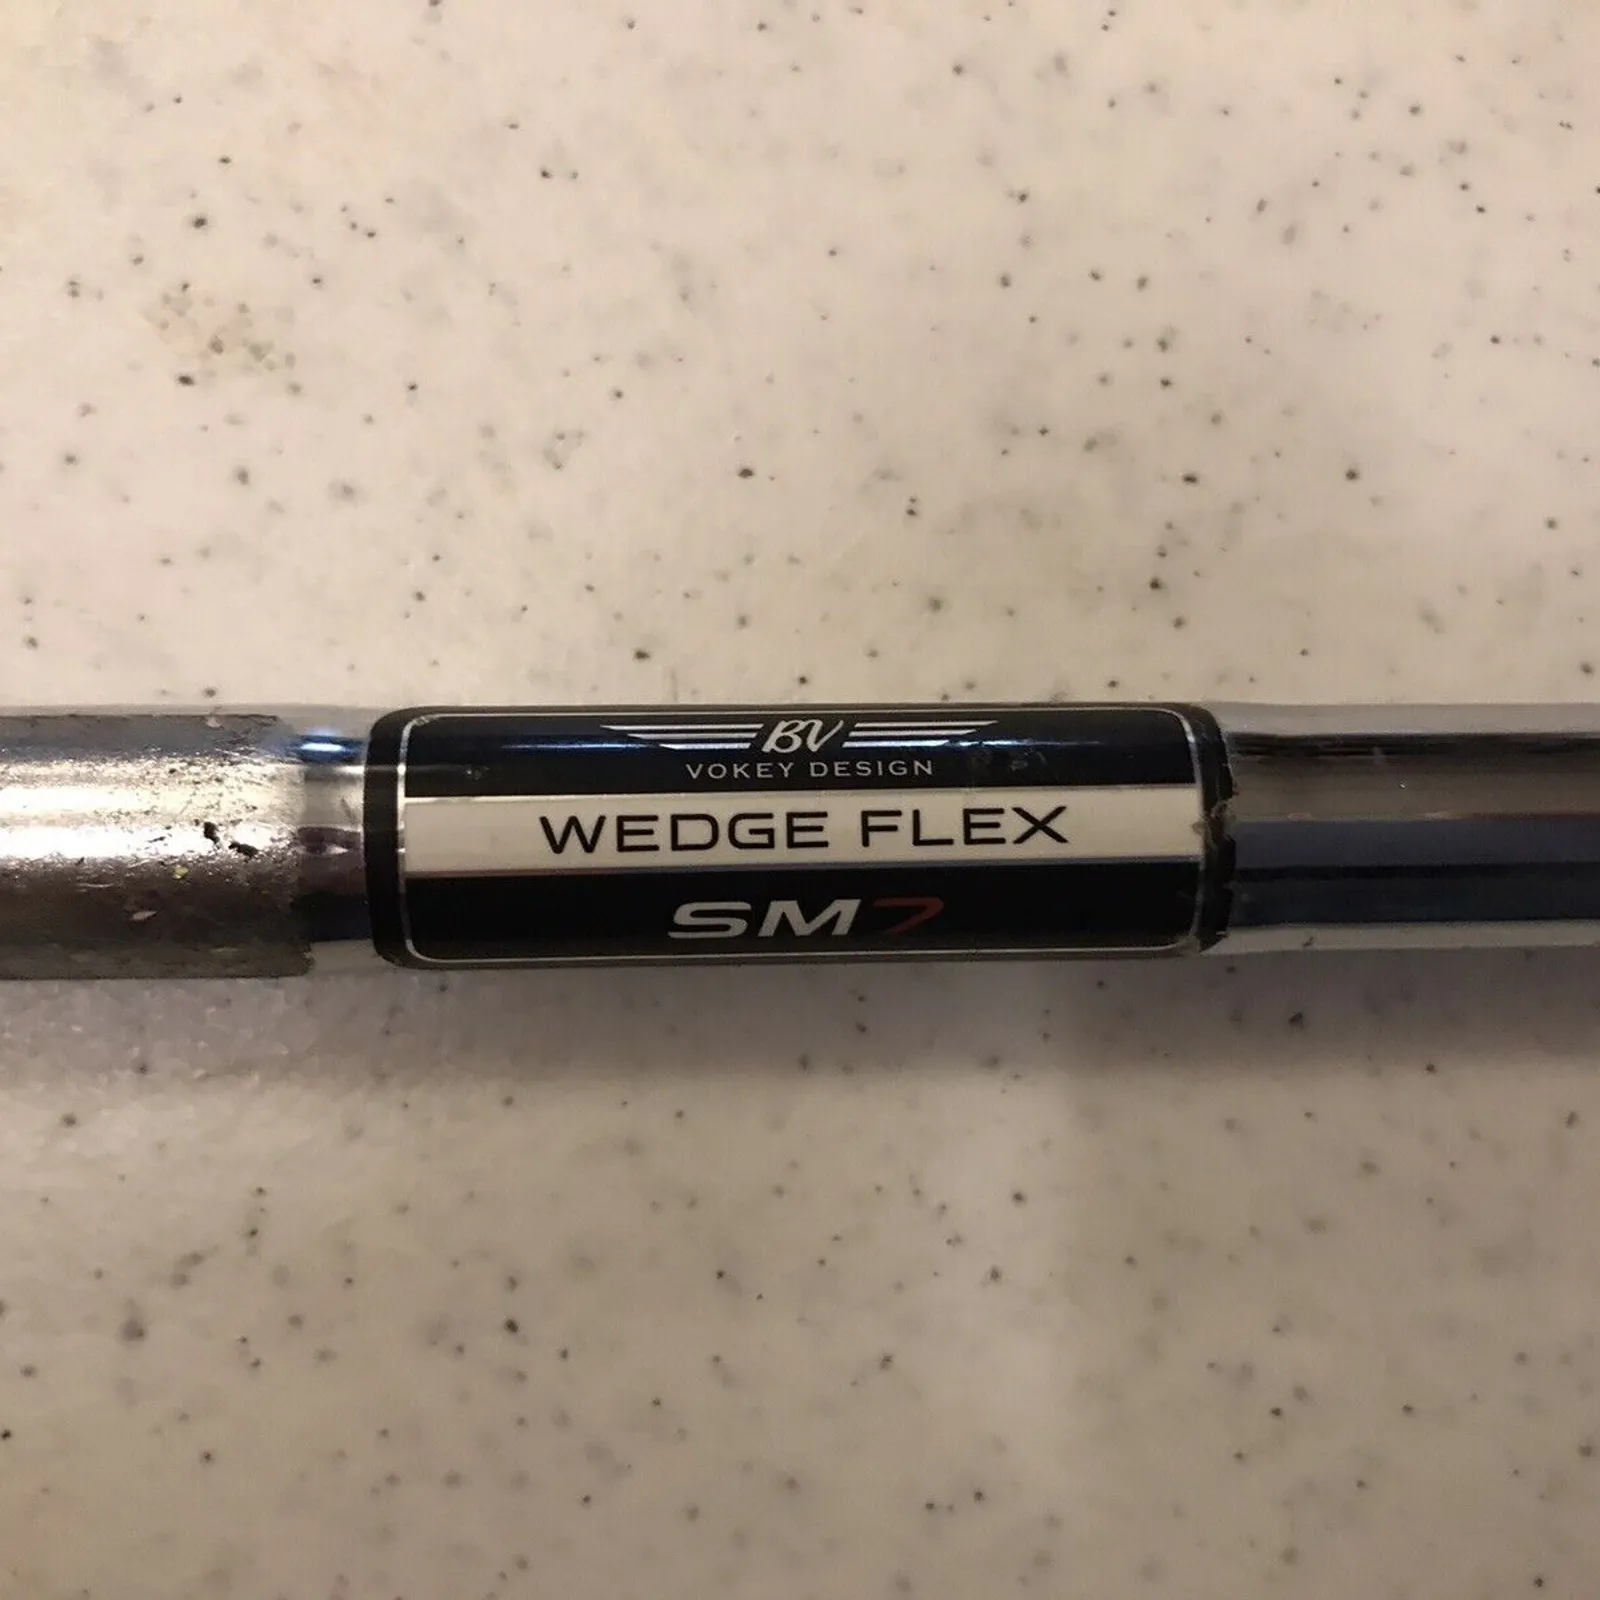 BV
VOKEY DESIGN
WEDGE FLEX
SM7